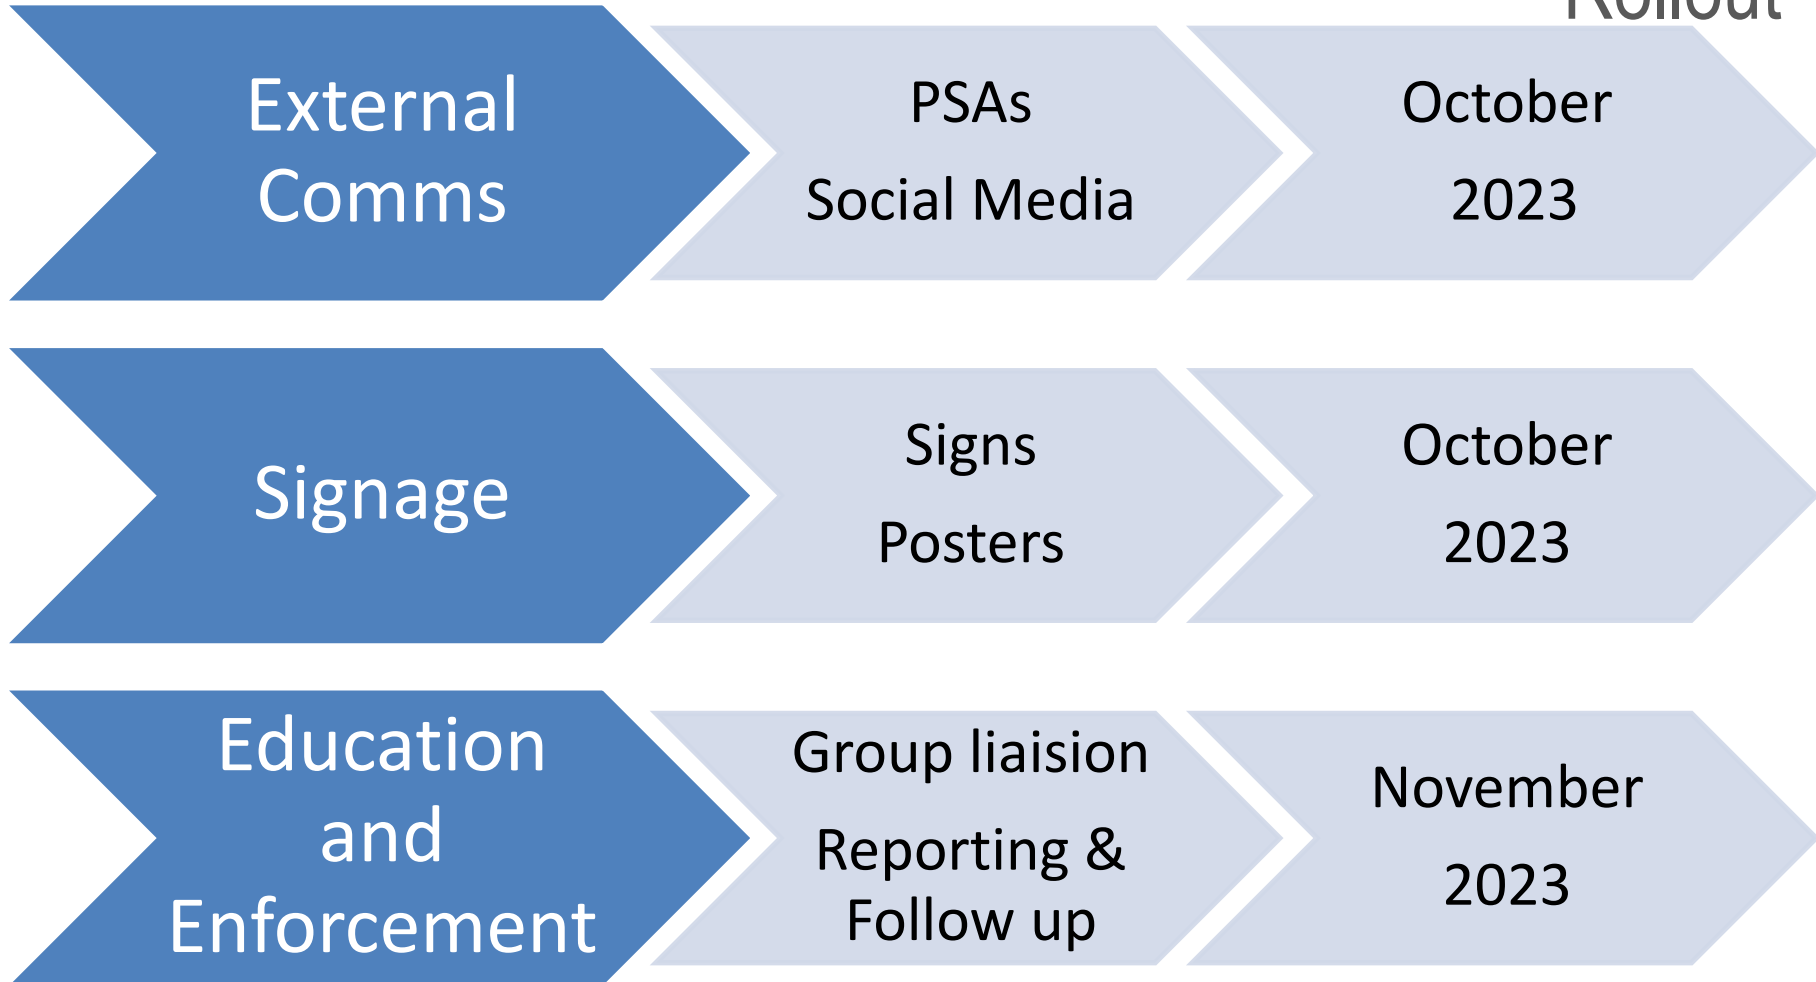 Rollout
External
Comms
PSAs
Social Media
October
2023
Signage
Signs
Posters
October
2023
Education
and
Enforcement
Group liaision
Reporting &
Follow up
November
2023